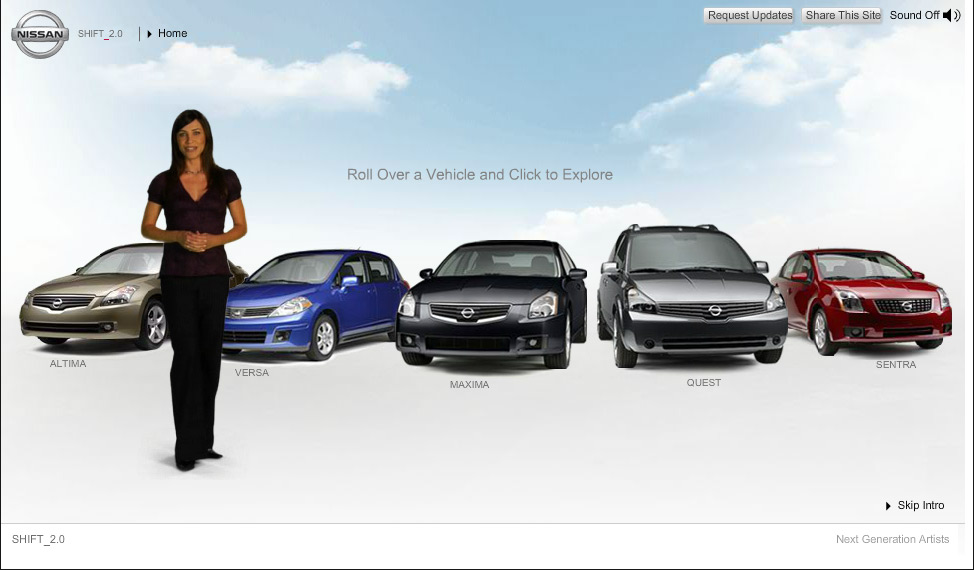 Request Updates
Share This Site
Sound Off
NISSAN
SHIFT_2.0
Home
Roll Over a Vehicle and Click to Explore
ALTIMA
VERSA
MAXIMA
QUEST
SENTRA
Skip Intro
SHIFT_2.0
Next Generation Artists